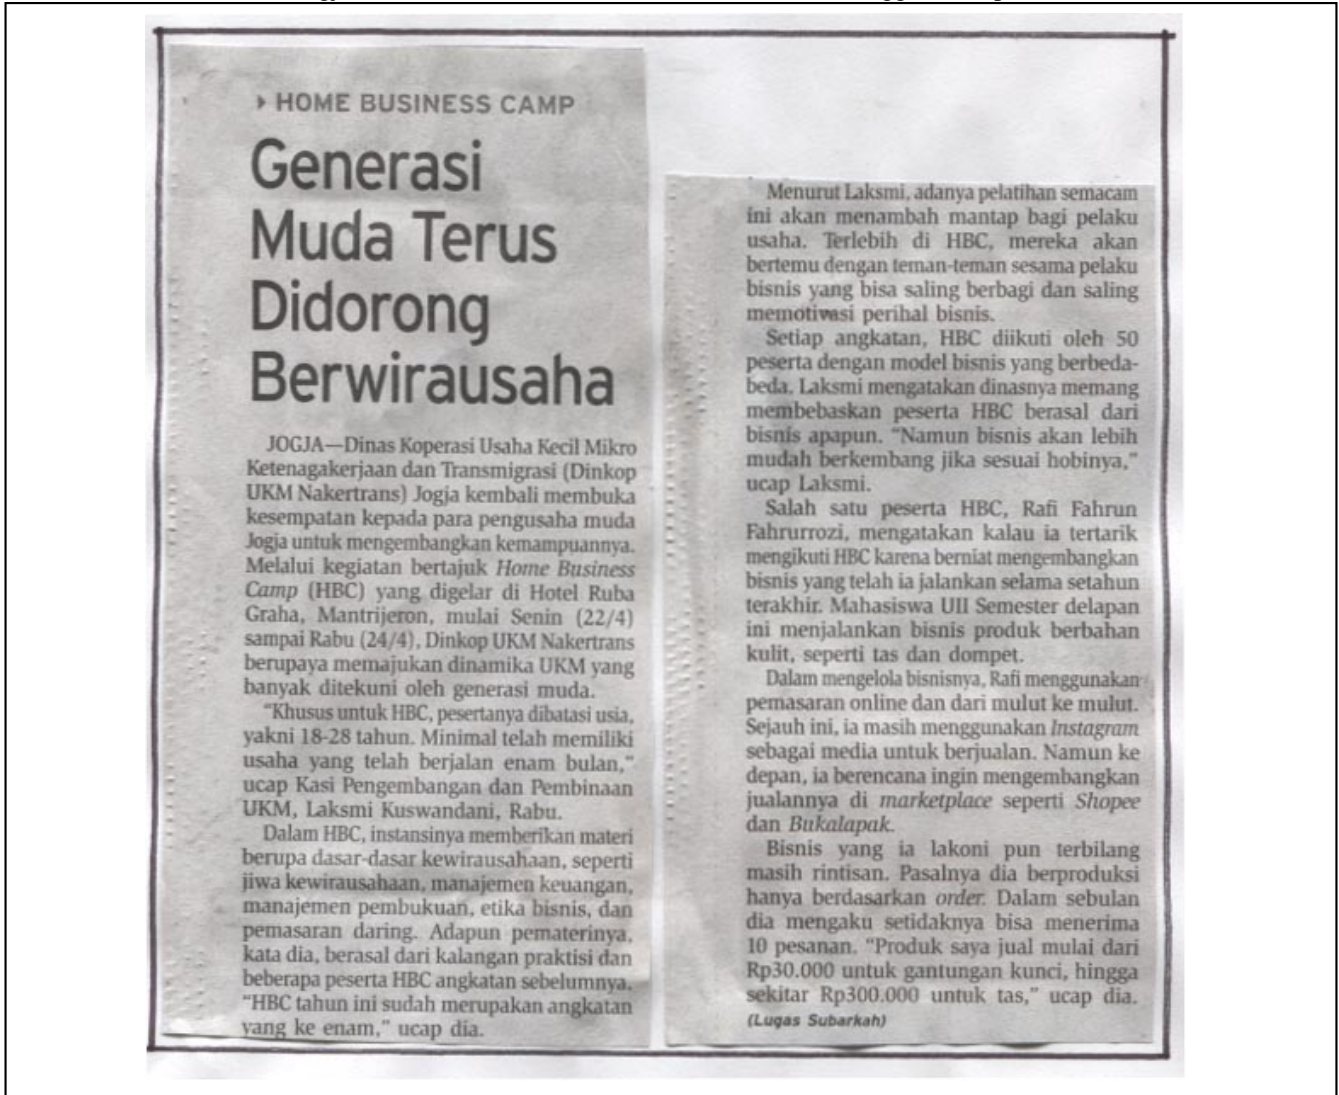 HOME BUSINESS CAMP
Generasi
Muda Terus
Didorong
Berwirausaha
JOGJA—Dinas Koperasi Usaha Kecil Mikro
Ketenagakerjaan dan Transmigrasi (Dinkop
UKM Nakertrans) Jogja kembali membuka
kesempatan kepada para pengusaha muda
Jogja untuk mengembangkan kemampuannya.
Melalui kegiatan bertajuk Home Business
Camp (HBC) yang digelar di Hotel Ruba
Graha, Mantrijeron, mulai Senin (22/4)
sampai Rabu (24/4), Dinkop UKM Nakertrans
berupaya memajukan dinamika UKM yang
banyak ditekuni oleh generasi muda.
"Khusus untuk HBC, pesertanya dibatasi usia,
yakni 18-28 tahun. Minimal telah memiliki
usaha yang telah berjalan enam bulan,"
ucap Kasi Pengembangan dan Pembinaan
UKM, Laksmi Kuswandani, Rabu.
Dalam HBC, instansinya memberikan materi
berupa dasar-dasar kewirausahaan, seperti
jiwa kewirausahaan, manajemen keuangan,
manajemen pembukuan, etika bisnis, dan
pemasaran daring. Adapun pematerinya,
kata dia, berasal dari kalangan praktisi dan
beberapa peserta HBC angkatan sebelumnya.
"HBC tahun ini sudah merupakan angkatan
yang ke enam," ucap dia.
Menurut Laksmi, adanya pelatihan semacam
ini akan menambah mantap bagi pelaku
usaha. Terlebih di HBC, mereka akan
bertemu dengan teman-teman sesama pelaku
bisnis yang bisa saling berbagi dan saling
memotivasi perihal bisnis.
Setiap angkatan, HBC diikuti oleh 50
peserta dengan model bisnis yang berbeda-
beda. Laksmi mengatakan dinasnya memang
membebaskan peserta HBC berasal dari
bisnis apapun. "Namun bisnis akan lebih
mudah berkembang jika sesuai hobinya,"
ucap Laksmi.
Salah satu peserta HBC, Rafi Fahrun
Fahrurrozi, mengatakan kalau ia tertarik
mengikuti HBC karena berniat mengembangkan
bisnis yang telah ia jalankan selama setahun
terakhir. Mahasiswa UII Semester delapan
ini menjalankan bisnis produk berbahan
kulit, seperti tas dan dompet.
Dalam mengelola bisnisnya, Rafi menggunakan
pemasaran online dan dari mulut ke mulut.
Sejauh ini, ia masih menggunakan Instagram
sebagai media untuk berjualan. Namun ke
depan, ia berencana ingin mengembangkan
jualannya di marketplace seperti Shopee
dan Bukalapak.
Bisnis yang ia lakoni pun terbilang
masih rintisan. Pasalnya dia berproduksi
hanya berdasarkan order. Dalam sebulan
dia mengaku setidaknya bisa menerima
10 pesanan. "Produk saya jual mulai dari
Rp30.000 untuk gantungan kunci, hingga
sekitar Rp300.000 untuk tas," ucap dia.
(Lugas Subarkah)